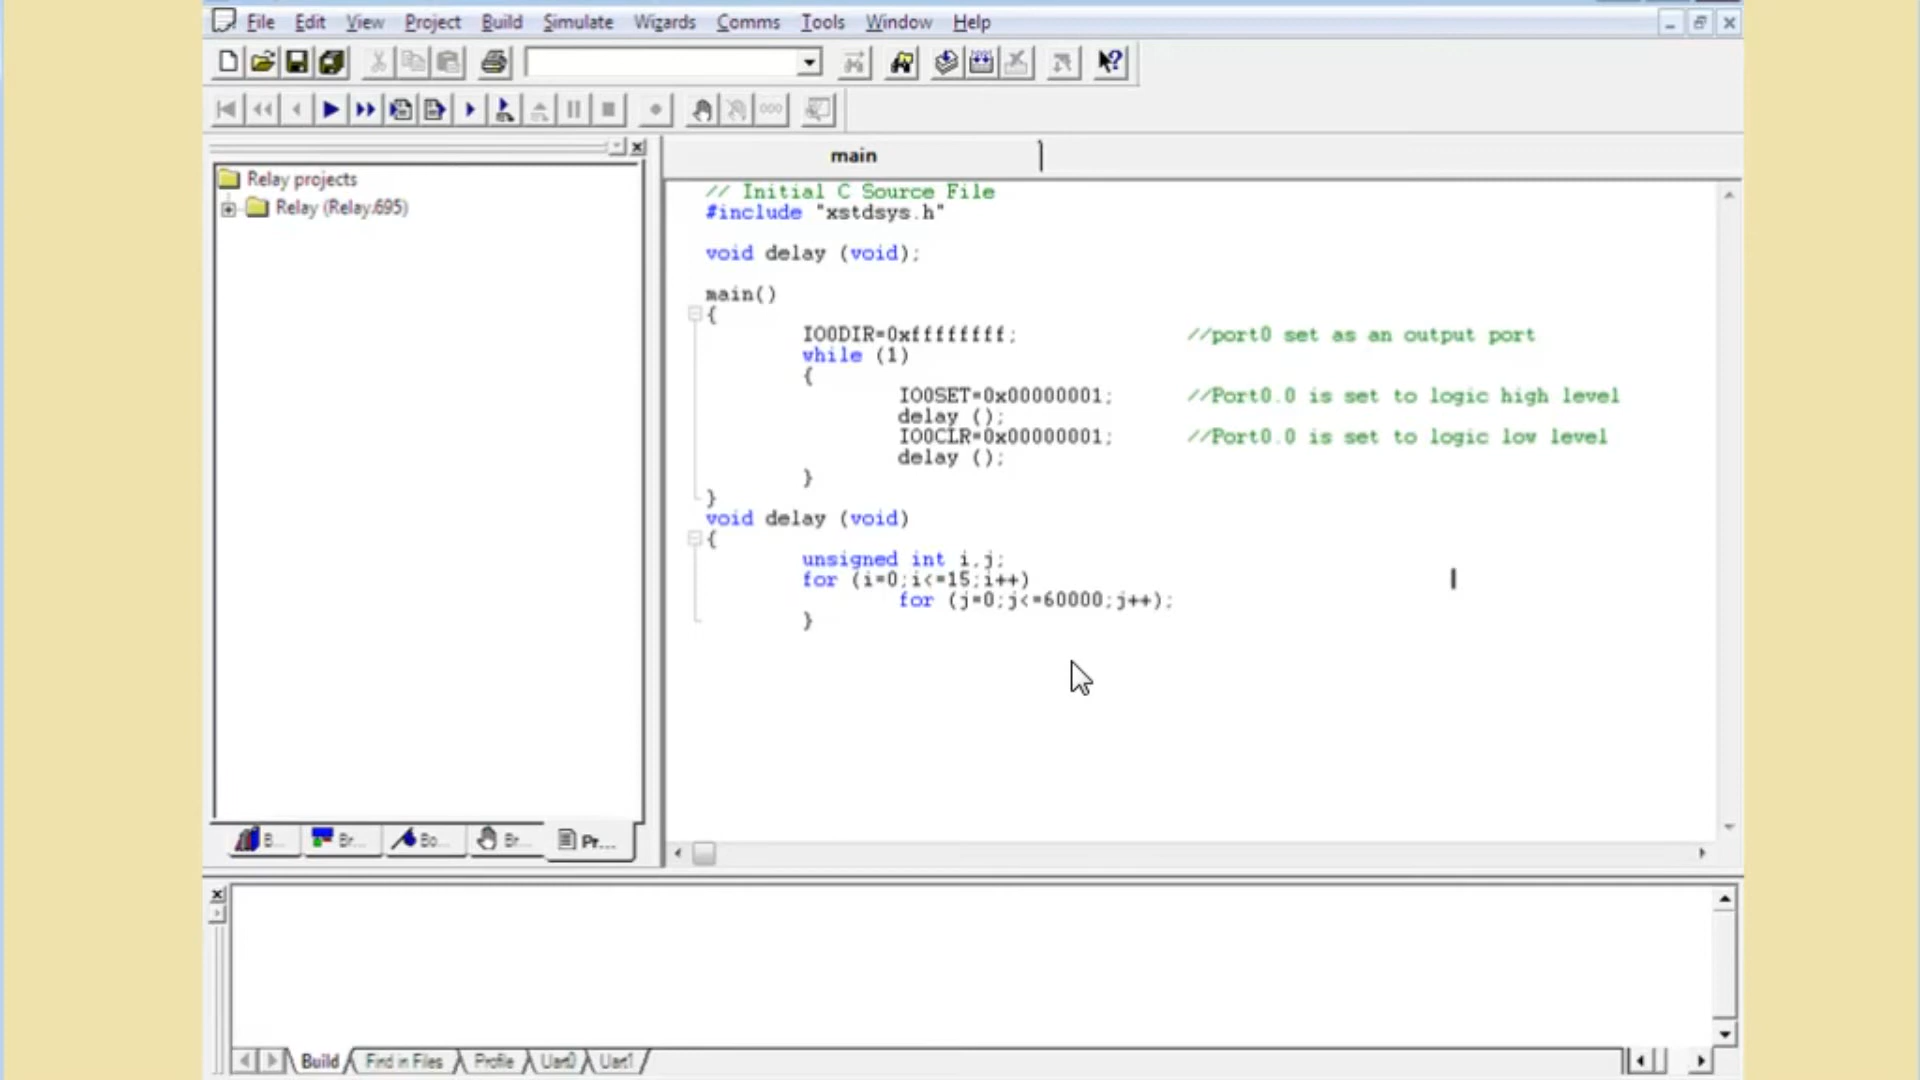 File Edit View Project Build Simulate Wizards Comms Tools Window Help
main
Relay projects
Relay (Relay.695)
// Initial C Source File
#include "xstdsys.h"
void delay (void);
main()
{
IO0DIR=0xffffffff; //port0 set as an output port
while (1)
{
IO0SET=0x00000001; //Port0.0 is set to logic high level
delay ();
IO0CLR=0x00000001; //Port0.0 is set to logic low level
delay ();
}
}
void delay (void)
{
unsigned int i,j;
for (i=0;i<=15;i++)
for (j=0;j<=60000;j++);
}
B... Br... Bo... Br... Pr...
Build Find in Files Profile Uart0 Uart1